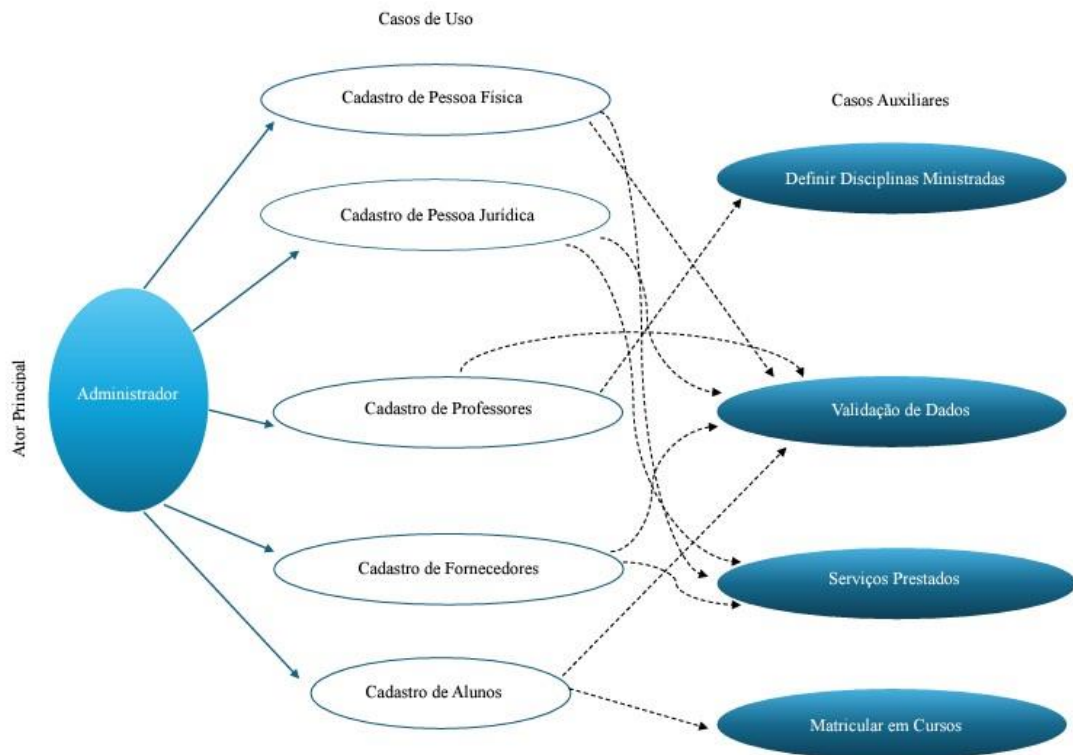 Casos de Uso
Cadastro de Pessoa Física
Casos Auxiliares
Definir Disciplinas Ministradas
Cadastro de Pessoa Jurídica
Ator Principal
Administrador
Cadastro de Professores
Validação de Dados
Cadastro de Fornecedores
Serviços Prestados
Cadastro de Alunos
Matricular em Cursos